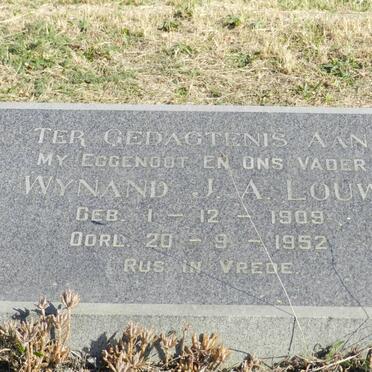 TER GEDAGTENIS AAN
MY EGGENOOT EN ONS VADER
WYNAND J. A. LOUW
GEB. 1 - 12 - 1909
OORL. 20 - 9 - 1952
RUS IN VREDE.